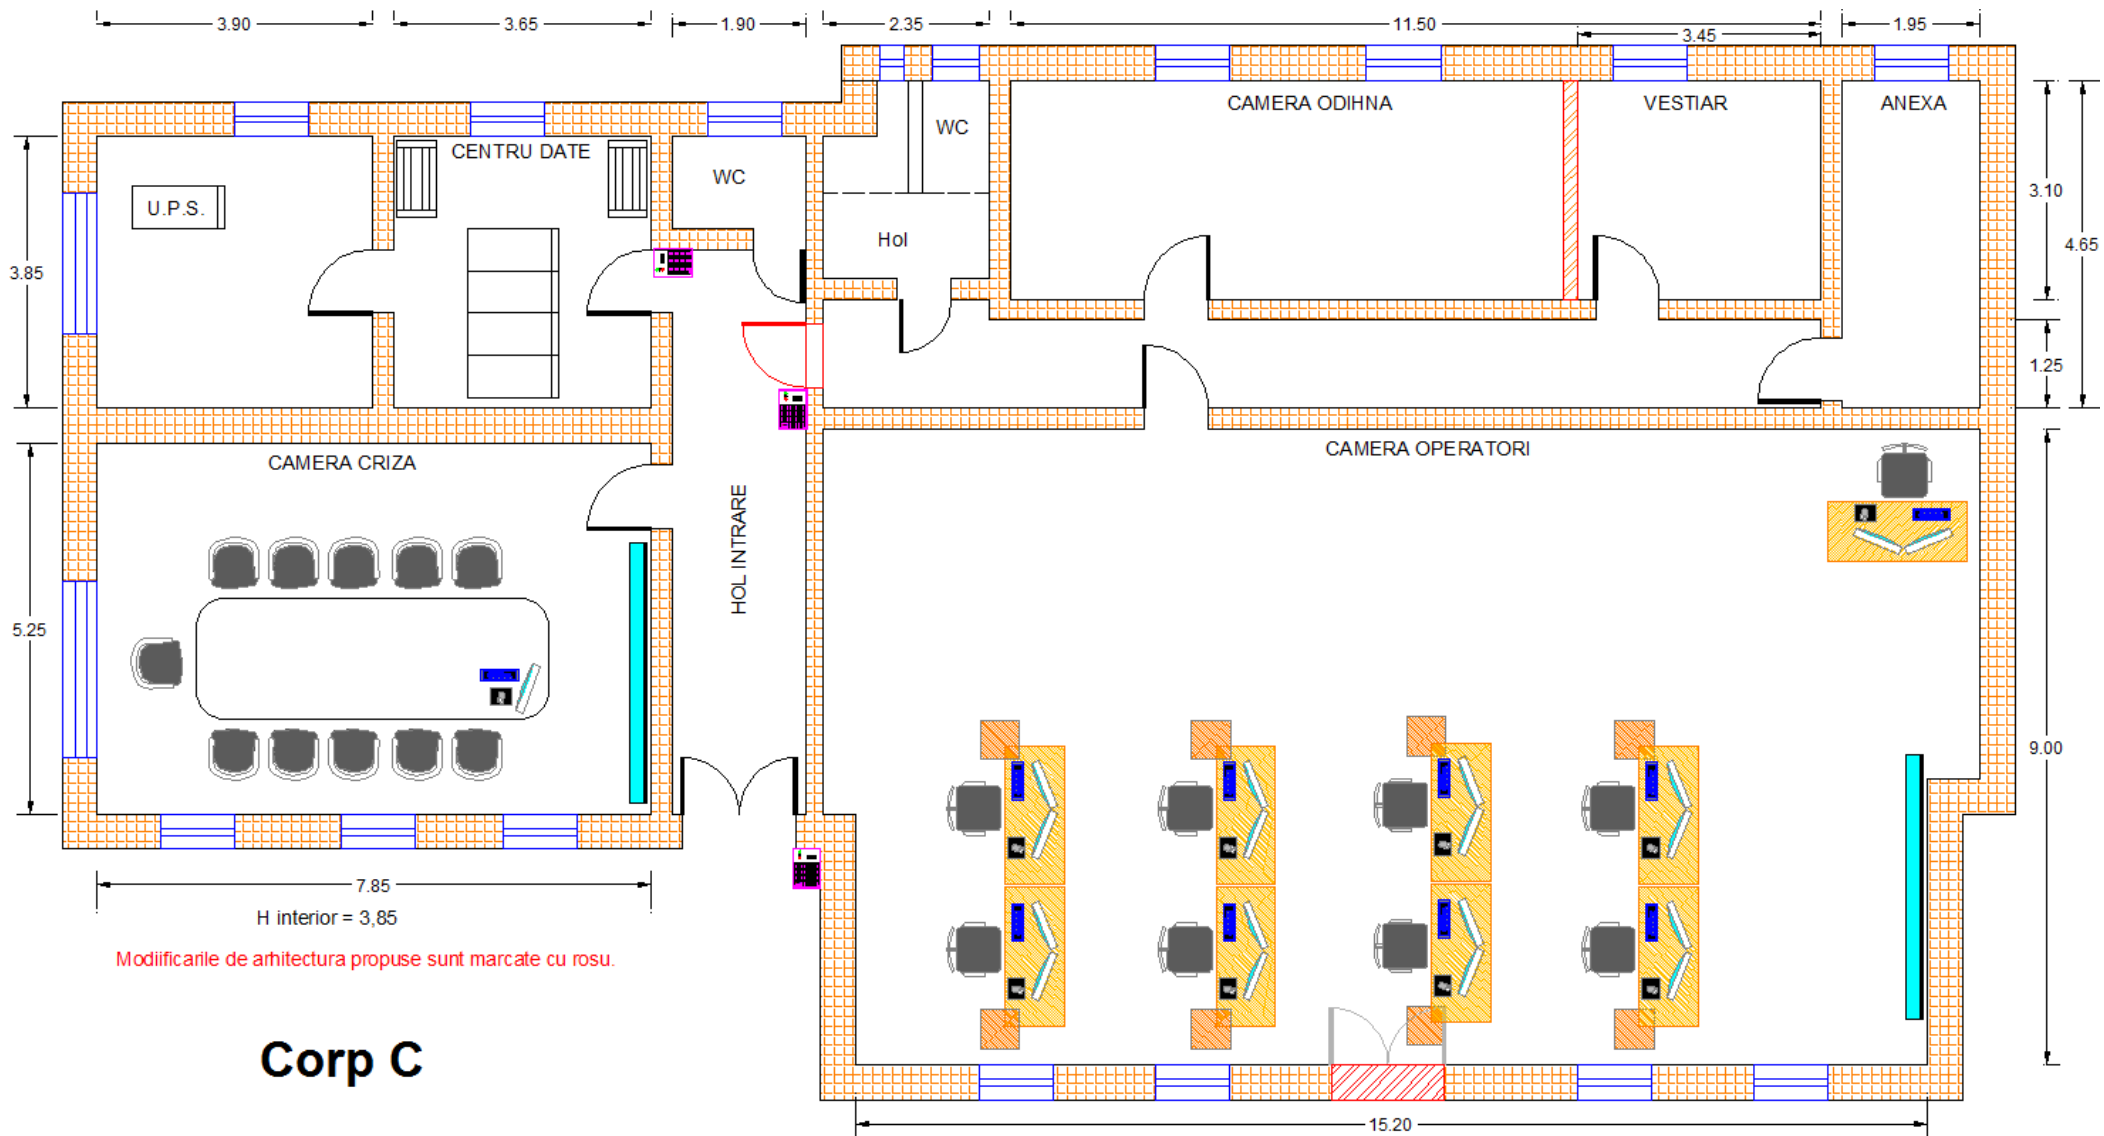 3.90
3.65
1.90
2.35
11.50
1.95
3.45
CAMERA ODIHNA
VESTIAR
ANEXA
WC
CENTRU DATE
WC
U.P.S.
3.10
Hol
4.65
3.85
1.25
CAMERA CRIZA
CAMERA OPERATORI
HOL INTRARE
5.25
9.00
7.85
H interior = 3,85
Modiificarile de arhitectura propuse sunt marcate cu rosu.
Corp C
15.20